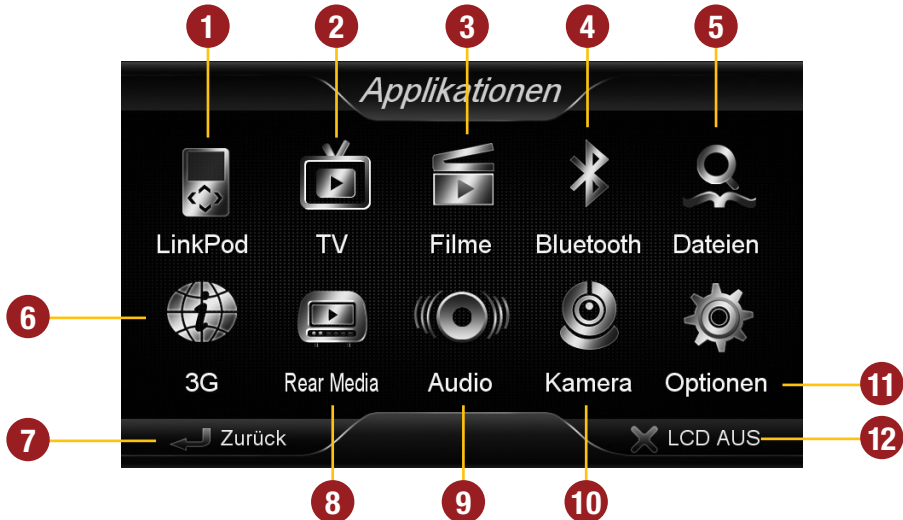 1 2 3 4 5
Applikationen
LinkPod TV Filme Bluetooth Dateien
6
3G Rear Media Audio Kamera Optionen
11
7 Zurück LCD AUS 12
8 9 10